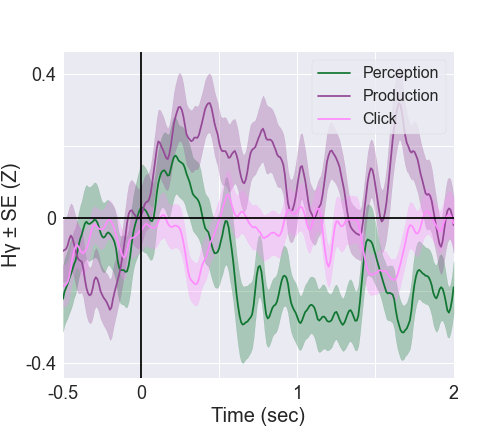 Perception
Production
Click
0.4
0
-0.4
Hγ ± SE (Z)
-0.5
0
1
2
Time (sec)